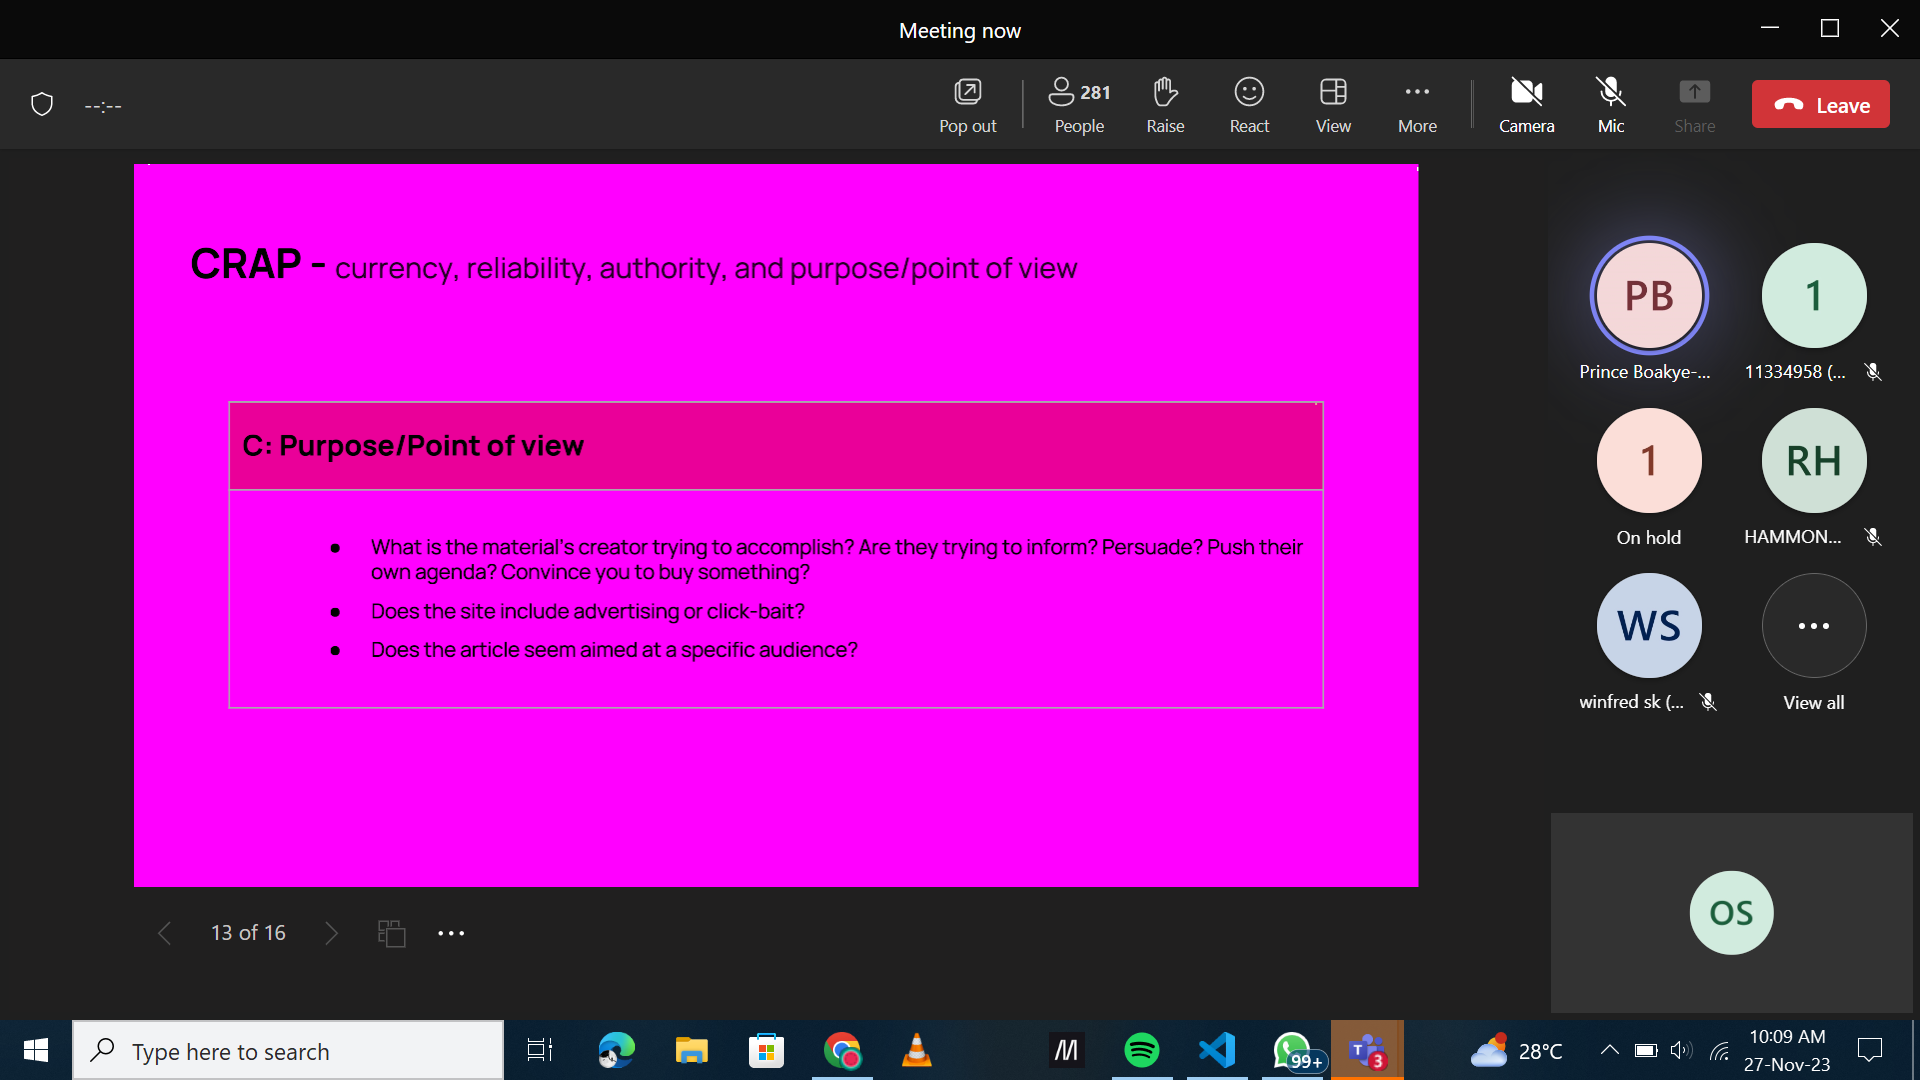 Meeting now
--:--
Pop out
281
People
Raise
React
View
More
Camera
Mic
Share
Leave
CRAP - currency, reliability, authority, and purpose/point of view
C: Purpose/Point of view
● What is the material's creator trying to accomplish? Are they trying to inform? Persuade? Push their
own agenda? Convince you to buy something?
● Does the site include advertising or click-bait?
● Does the article seem aimed at a specific audience?
PB
Prince Boakye-...
1
11334958 (...
1
On hold
RH
HAMMON...
WS
winfred sk (...
View all
OS
13 of 16
Type here to search
99+
3
28°C
10:09 AM
27-Nov-23